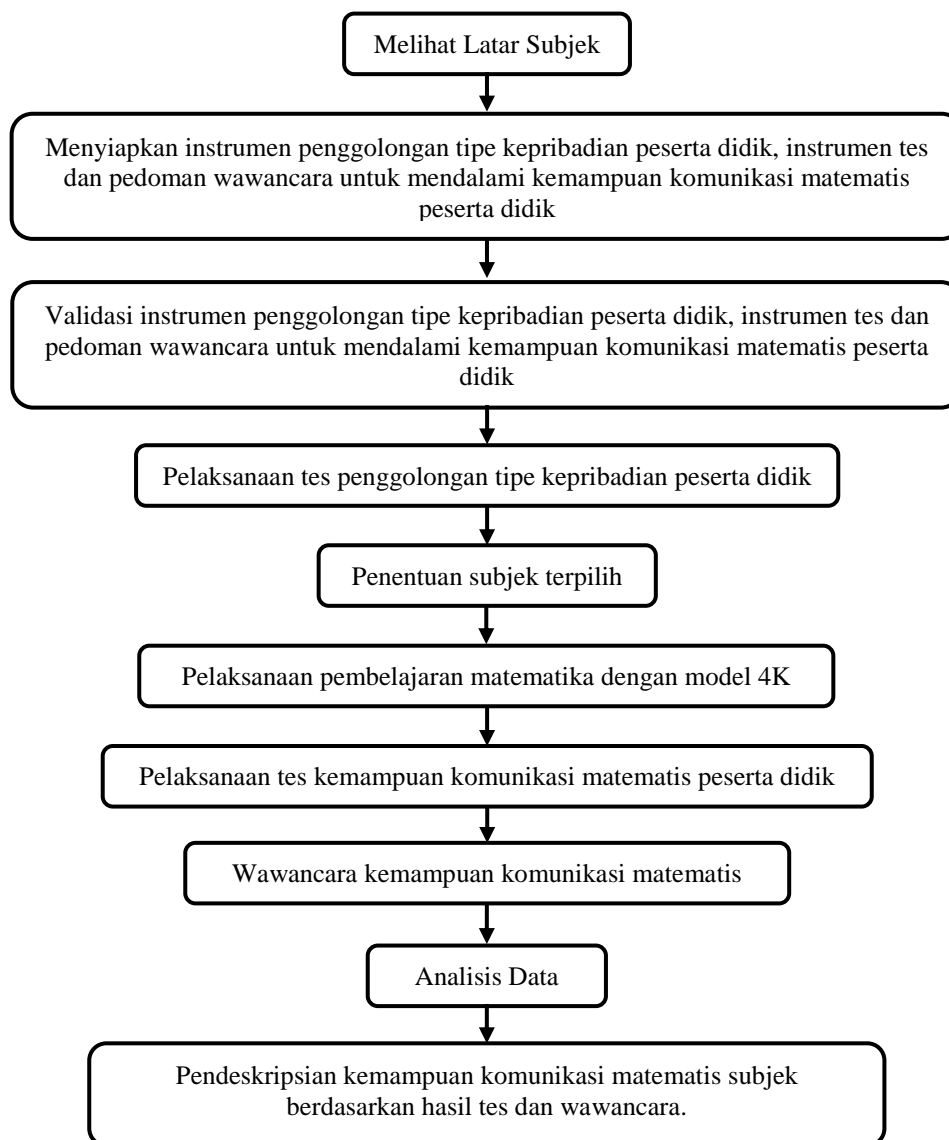 Melihat Latar Subjek
Menyiapkan instrumen penggolongan tipe kepribadian peserta didik, instrumen tes
dan pedoman wawancara untuk mendalami kemampuan komunikasi matematis
peserta didik
Validasi instrumen penggolongan tipe kepribadian peserta didik, instrumen tes dan
pedoman wawancara untuk mendalami kemampuan komunikasi matematis peserta
didik
Pelaksanaan tes penggolongan tipe kepribadian peserta didik
Penentuan subjek terpilih
Pelaksanaan pembelajaran matematika dengan model 4K
Pelaksanaan tes kemampuan komunikasi matematis peserta didik
Wawancara kemampuan komunikasi matematis
Analisis Data
Pendeskripsian kemampuan komunikasi matematis subjek
berdasarkan hasil tes dan wawancara.